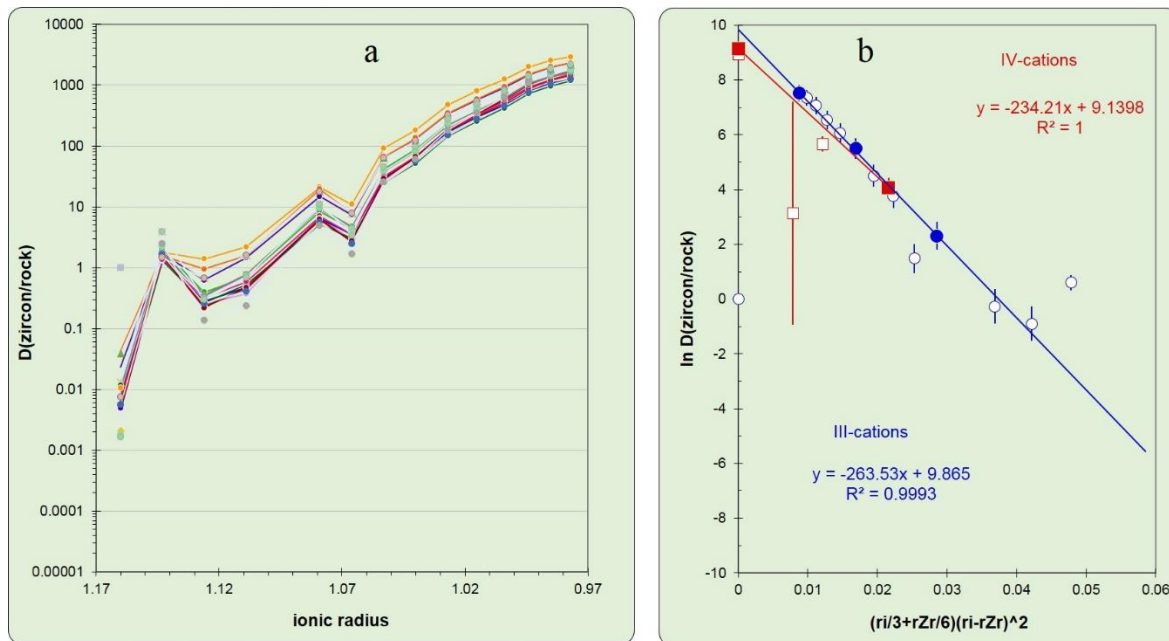 a
10000
1000
100
10
1
0.1
0.01
0.001
0.0001
0.00001
D(zircon/rock)
1.17
1.12
1.07
1.02
0.97
ionic radius
b
10
8
6
4
2
0
-2
-4
-6
-8
-10
ln D(zircon/rock)
IV-cations
y = -234.21x + 9.1398
R² = 1
III-cations
y = -263.53x + 9.865
R² = 0.9993
0
0.01
0.02
0.03
0.04
0.05
0.06
(ri/3+rZr/6)(ri-rZr)^2